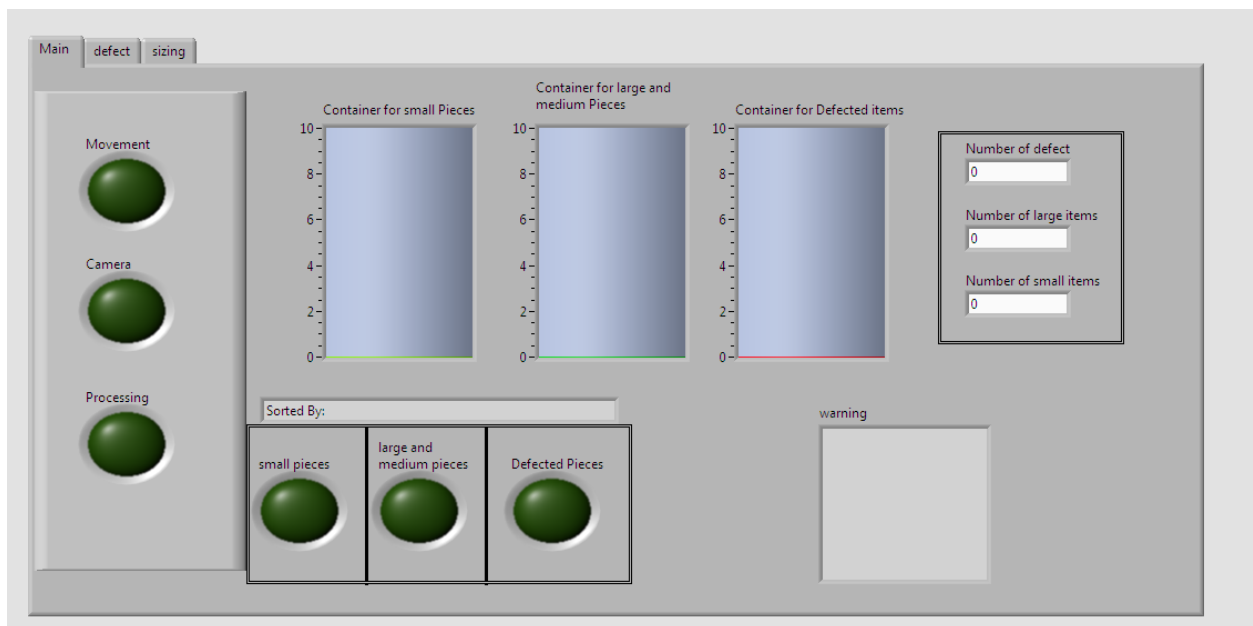 Main
defect
sizing
Movement
Camera
Processing
Container for small Pieces
10
8
6
4
2
0
Container for large and
medium Pieces
10
8
6
4
2
0
Container for Defected items
10
8
6
4
2
0
Number of defect
0
Number of large items
0
Number of small items
0
Sorted By:
small pieces
large and
medium pieces
Defected Pieces
warning